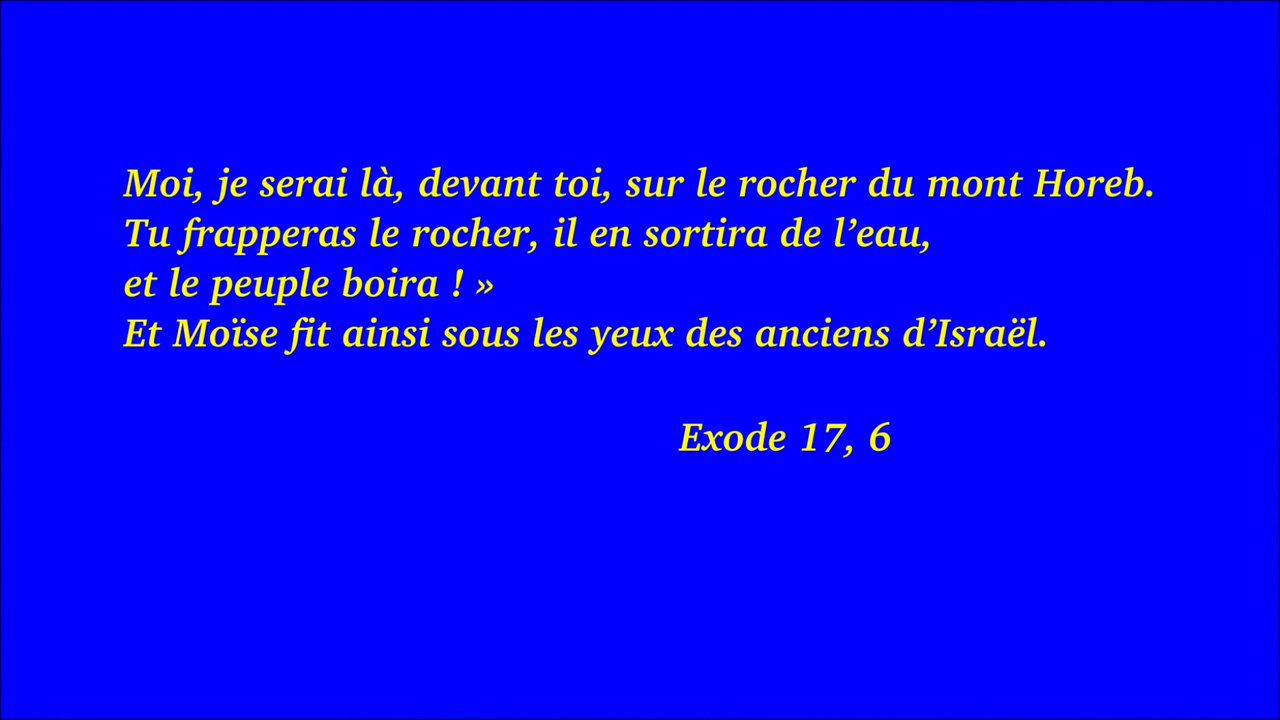 Moi, je serai là, devant toi, sur le rocher du mont Horeb.
Tu frapperas le rocher, il en sortira de l’eau,
et le peuple boira ! »
Et Moïse fit ainsi sous les yeux des anciens d’Israël.
Exode 17, 6